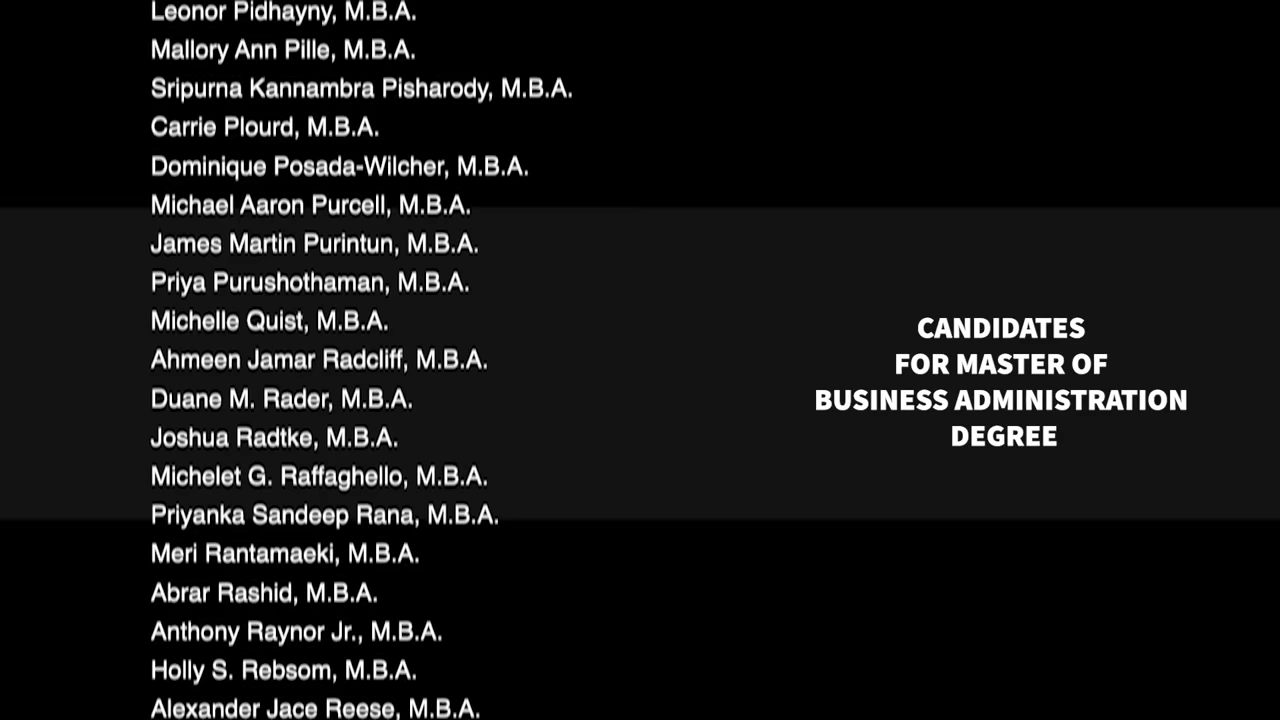 Leonor Pidhayny, M.B.A.
Mallory Ann Pille, M.B.A.
Sripurna Kannambra Pisharody, M.B.A.
Carrie Plourd, M.B.A.
Dominique Posada-Wilcher, M.B.A.
Michael Aaron Purcell, M.B.A.
James Martin Purintun, M.B.A.
Priya Purushothaman, M.B.A.
Michelle Quist, M.B.A.
Ahmeen Jamar Radcliff, M.B.A.
Duane M. Rader, M.B.A.
Joshua Radtke, M.B.A.
Michelet G. Raffaghello, M.B.A.
Priyanka Sandeep Rana, M.B.A.
Meri Rantamaeki, M.B.A.
Abrar Rashid, M.B.A.
Anthony Raynor Jr., M.B.A.
Holly S. Rebsom, M.B.A.
Alexander Jace Reese, M.B.A.
CANDIDATES
FOR MASTER OF
BUSINESS ADMINISTRATION
DEGREE